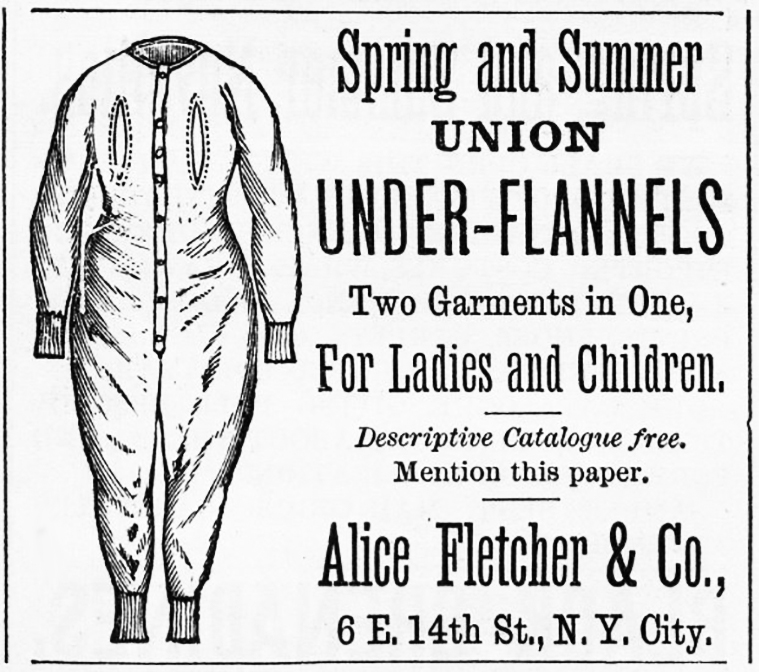 Spring and Summer
UNION
UNDER-FLANNELS
Two Garments in One,
For Ladies and Children.
Descriptive Catalogue free.
Mention this paper.
Alice Fletcher & Co.,
6 E. 14th St., N. Y. City.